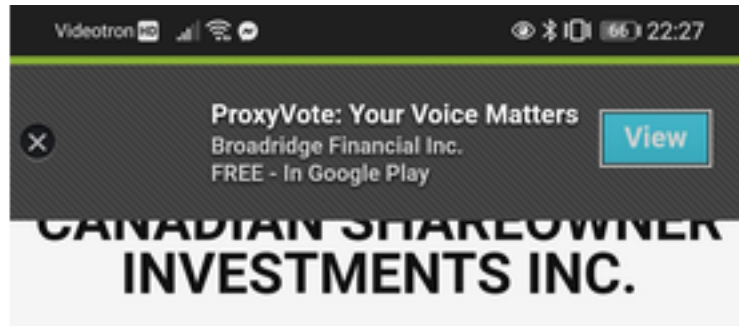 Videotron HD 66 22:27
ProxyVote: Your Voice Matters
Broadridge Financial Inc.
FREE - In Google Play
View
CANADIAN SHAREOWNER
INVESTMENTS INC.